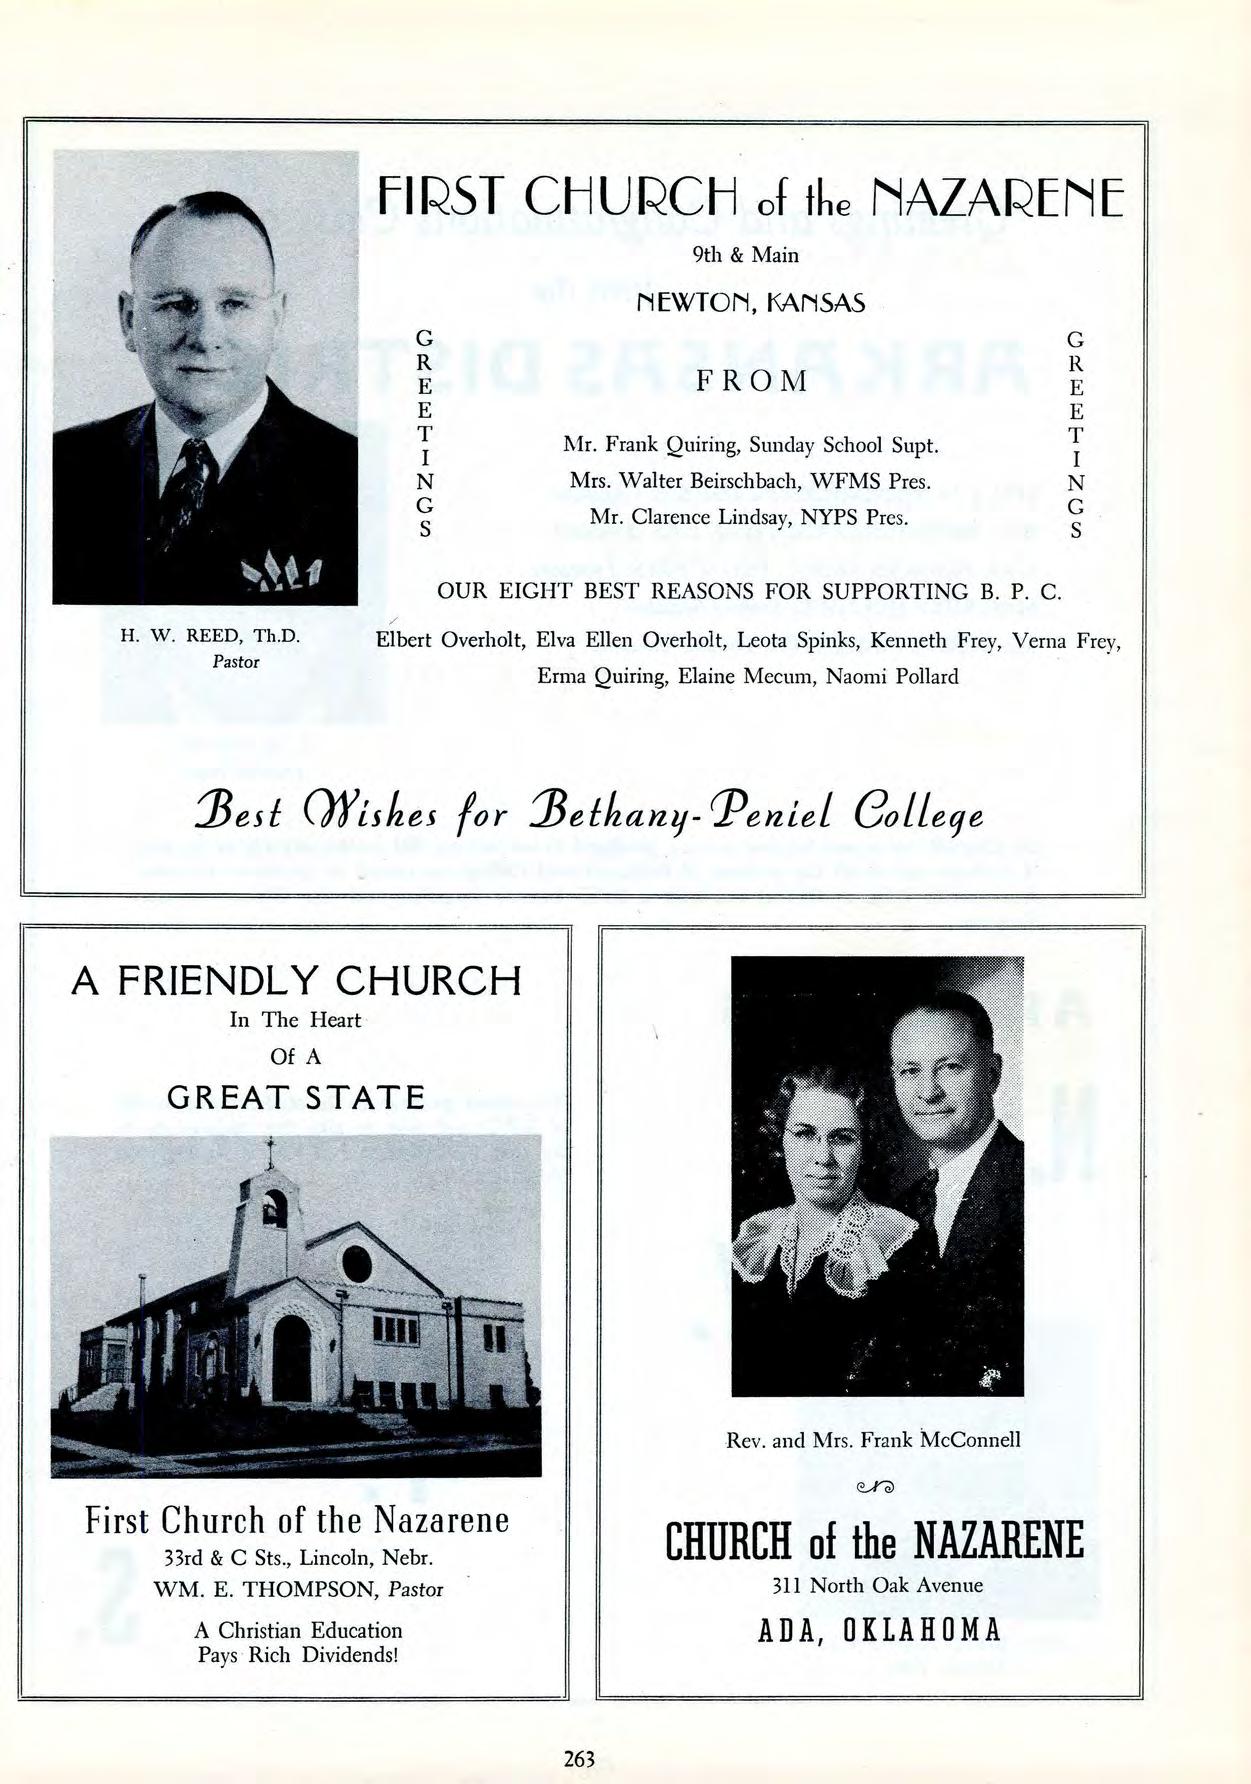 FIRST CHURCH of the NAZARENE
9th & Main
NEWTON, KANSAS
GREETINGS
FROM
Mr. Frank Quiring, Sunday School Supt.
Mrs. Walter Beirschbach, WFMS Pres.
Mr. Clarence Lindsay, NYPS Pres.
GREETINGS
OUR EIGHT BEST REASONS FOR SUPPORTING B. P. C.
H. W. REED, Th.D.
Pastor
Elbert Overholt, Elva Ellen Overholt, Leota Spinks, Kenneth Frey, Verna Frey,
Erma Quiring, Elaine Mecum, Naomi Pollard
Best Wishes for Bethany-Peniel College
A FRIENDLY CHURCH
In The Heart
Of A
GREAT STATE
First Church of the Nazarene
33rd & C Sts., Lincoln, Nebr.
WM. E. THOMPSON, Pastor
A Christian Education
Pays Rich Dividends!
Rev. and Mrs. Frank McConnell
CHURCH of the NAZARENE
311 North Oak Avenue
ADA, OKLAHOMA
263